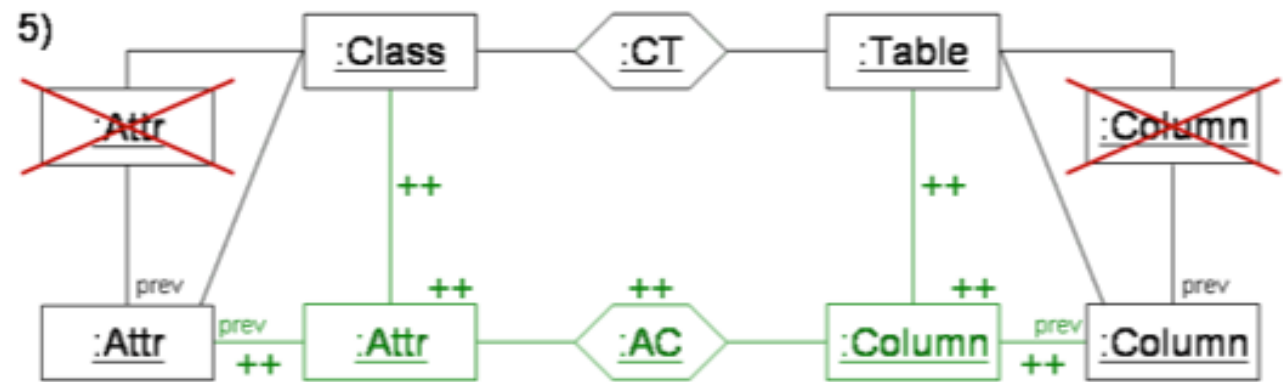 5)
:Class :CT :Table
:Attr :Column
++ ++
prev prev
++ ++ ++
prev prev
:Attr :Attr :AC :Column :Column
++ ++